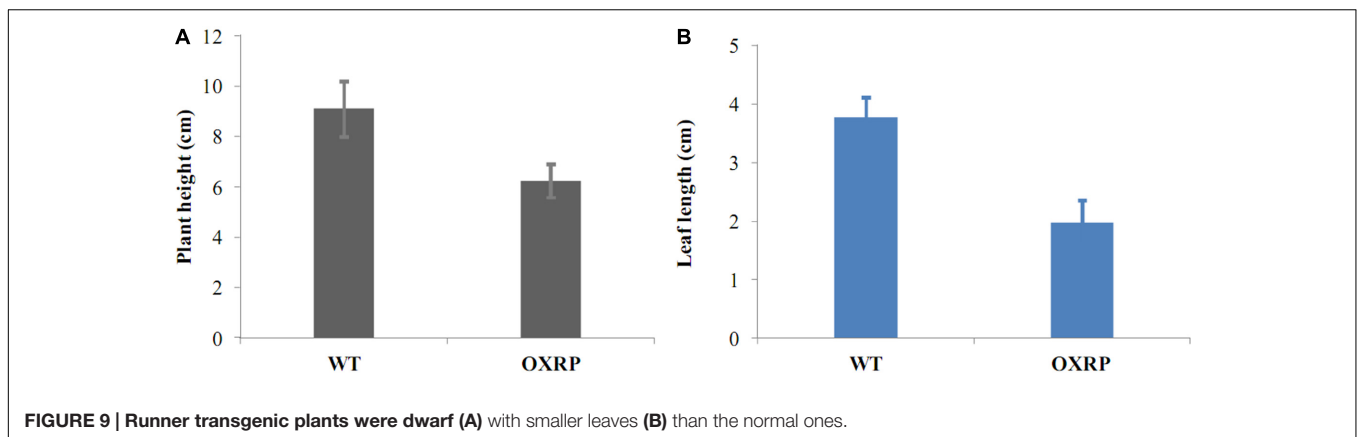 A
12
10
8
6
4
2
0
Plant height (cm)
WT OXRP
B
5
4
3
2
1
0
Leaf length (cm)
WT OXRP
FIGURE 9 | Runner transgenic plants were dwarf (A) with smaller leaves (B) than the normal ones.